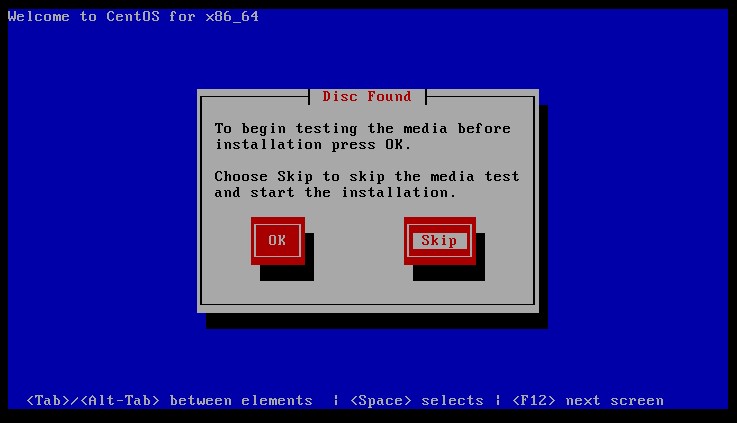 Welcome to CentOS for x86_64
Disc Found
To begin testing the media before
installation press OK.
Choose Skip to skip the media test
and start the installation.
OK Skip
<Tab>/<Alt-Tab> between elements | <Space> selects | <F12> next screen